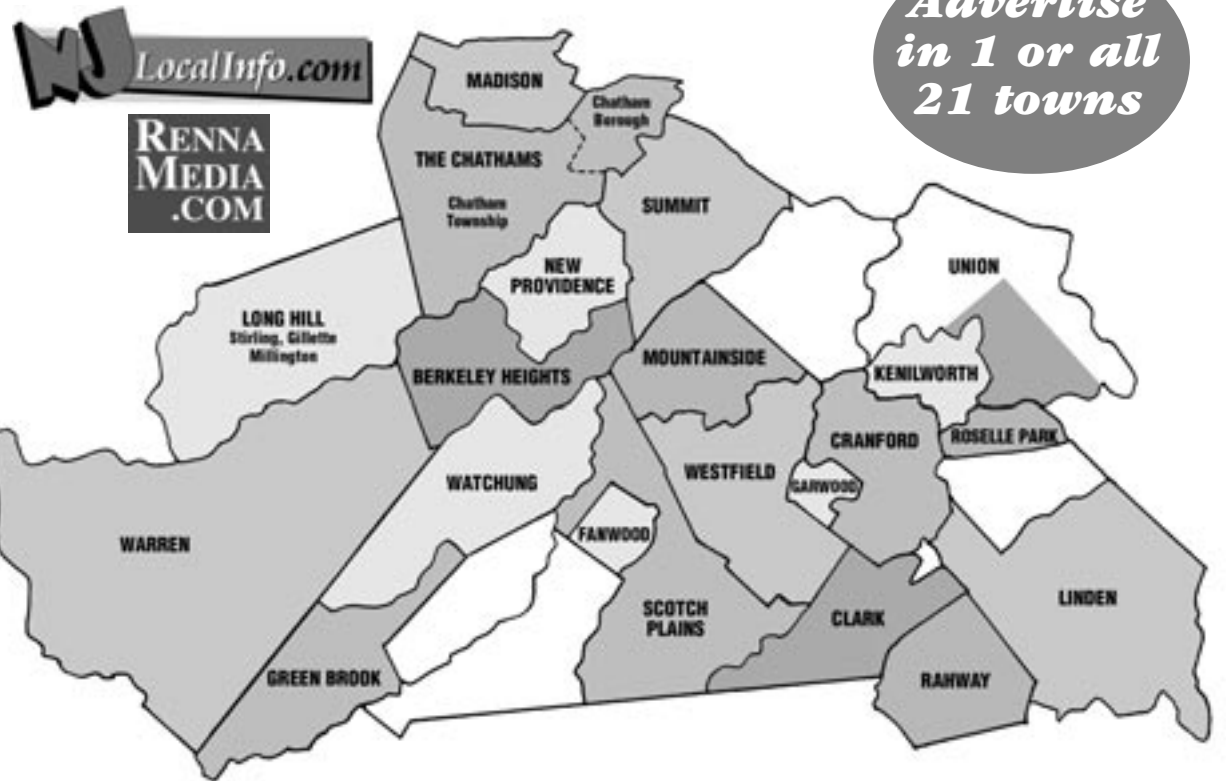 NJ LocalInfo.com
RENNA
MEDIA
.COM
Advertise
in 1 or all
21 towns
MADISON
Chatham
Borough
THE CHATHAMS
Chatham
Township
SUMMIT
NEW
PROVIDENCE
UNION
LONG HILL
Stirling, Gillette
Millington
BERKELEY HEIGHTS
MOUNTAINSIDE
KENILWORTH
CRANFORD
ROSELLE PARK
WATCHUNG
WESTFIELD
GARWOOD
WARREN
FANWOOD
SCOTCH
PLAINS
CLARK
LINDEN
GREEN BROOK
RAHWAY